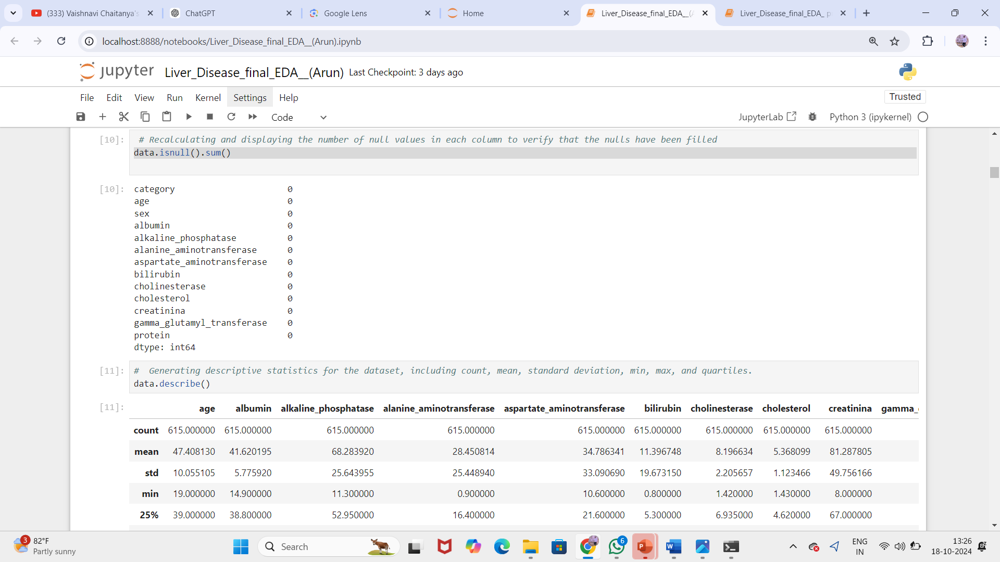 (333) Vaishnavi Chaitanya's
ChatGPT
Google Lens
Home
Liver_Disease_final_EDA__(A
Liver_Disease_final_EDA_ p
localhost:8888/notebooks/Liver_Disease_final_EDA__(Arun).ipynb
jupyter Liver_Disease_final_EDA__(Arun) Last Checkpoint: 3 days ago
File Edit View Run Kernel Settings Help
Trusted
Code
JupyterLab
Python 3 (ipykernel)
[10]: # Recalculating and displaying the number of null values in each column to verify that the nulls have been filled
data.isnull().sum()
[10]: category 0
age 0
sex 0
albumin 0
alkaline_phosphatase 0
alanine_aminotransferase 0
aspartate_aminotransferase 0
bilirubin 0
cholinesterase 0
cholesterol 0
creatinina 0
gamma_glutamyl_transferase 0
protein 0
dtype: int64
[11]: # Generating descriptive statistics for the dataset, including count, mean, standard deviation, min, max, and quartiles.
data.describe()
[11]: age albumin alkaline_phosphatase alanine_aminotransferase aspartate_aminotransferase bilirubin cholinesterase cholesterol creatinina gamma_
count 615.000000 615.000000 615.000000 615.000000 615.000000 615.000000 615.000000 615.000000 615.000000
mean 47.408130 41.620195 68.283920 28.450814 34.786341 11.396748 8.196634 5.368099 81.287805
std 10.055105 5.775920 25.643955 25.448940 33.090690 19.673150 2.205657 1.123466 49.756166
min 19.000000 14.900000 11.300000 0.900000 10.600000 0.800000 1.420000 1.430000 8.000000
25% 39.000000 38.800000 52.950000 16.400000 21.600000 5.300000 6.935000 4.620000 67.000000
3
82°F
Partly sunny
Search
6
ENG
IN
13:26
18-10-2024